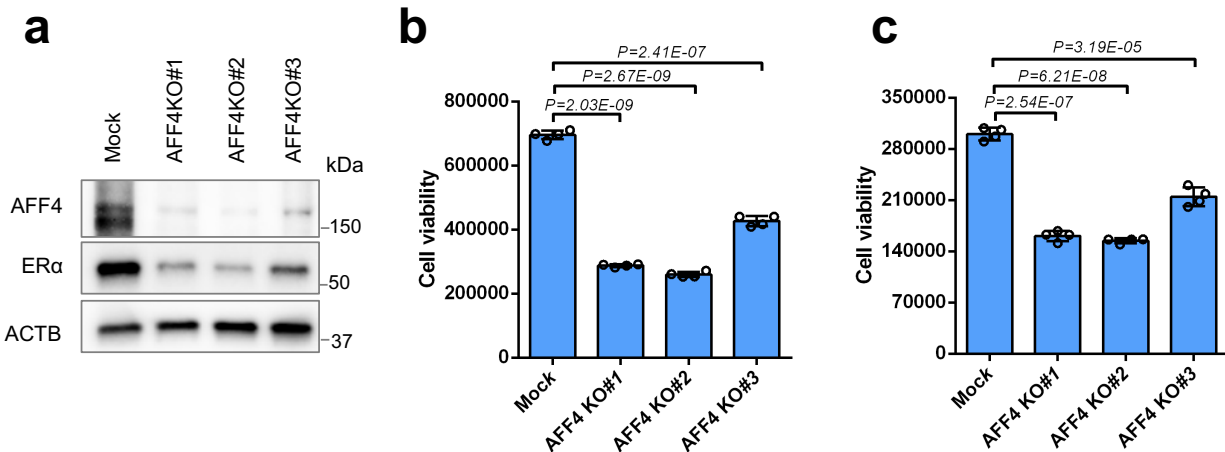 a
Mock
AFF4KO#1
AFF4KO#2
AFF4KO#3
kDa
AFF4
150
ERα
50
ACTB
37
b
P=2.41E-07
P=2.67E-09
P=2.03E-09
800000
600000
400000
200000
0
Cell viability
Mock
AFF4 KO#1
AFF4 KO#2
AFF4 KO#3
c
P=3.19E-05
P=6.21E-08
P=2.54E-07
350000
280000
210000
140000
70000
0
Cell viability
Mock
AFF4 KO#1
AFF4 KO#2
AFF4 KO#3